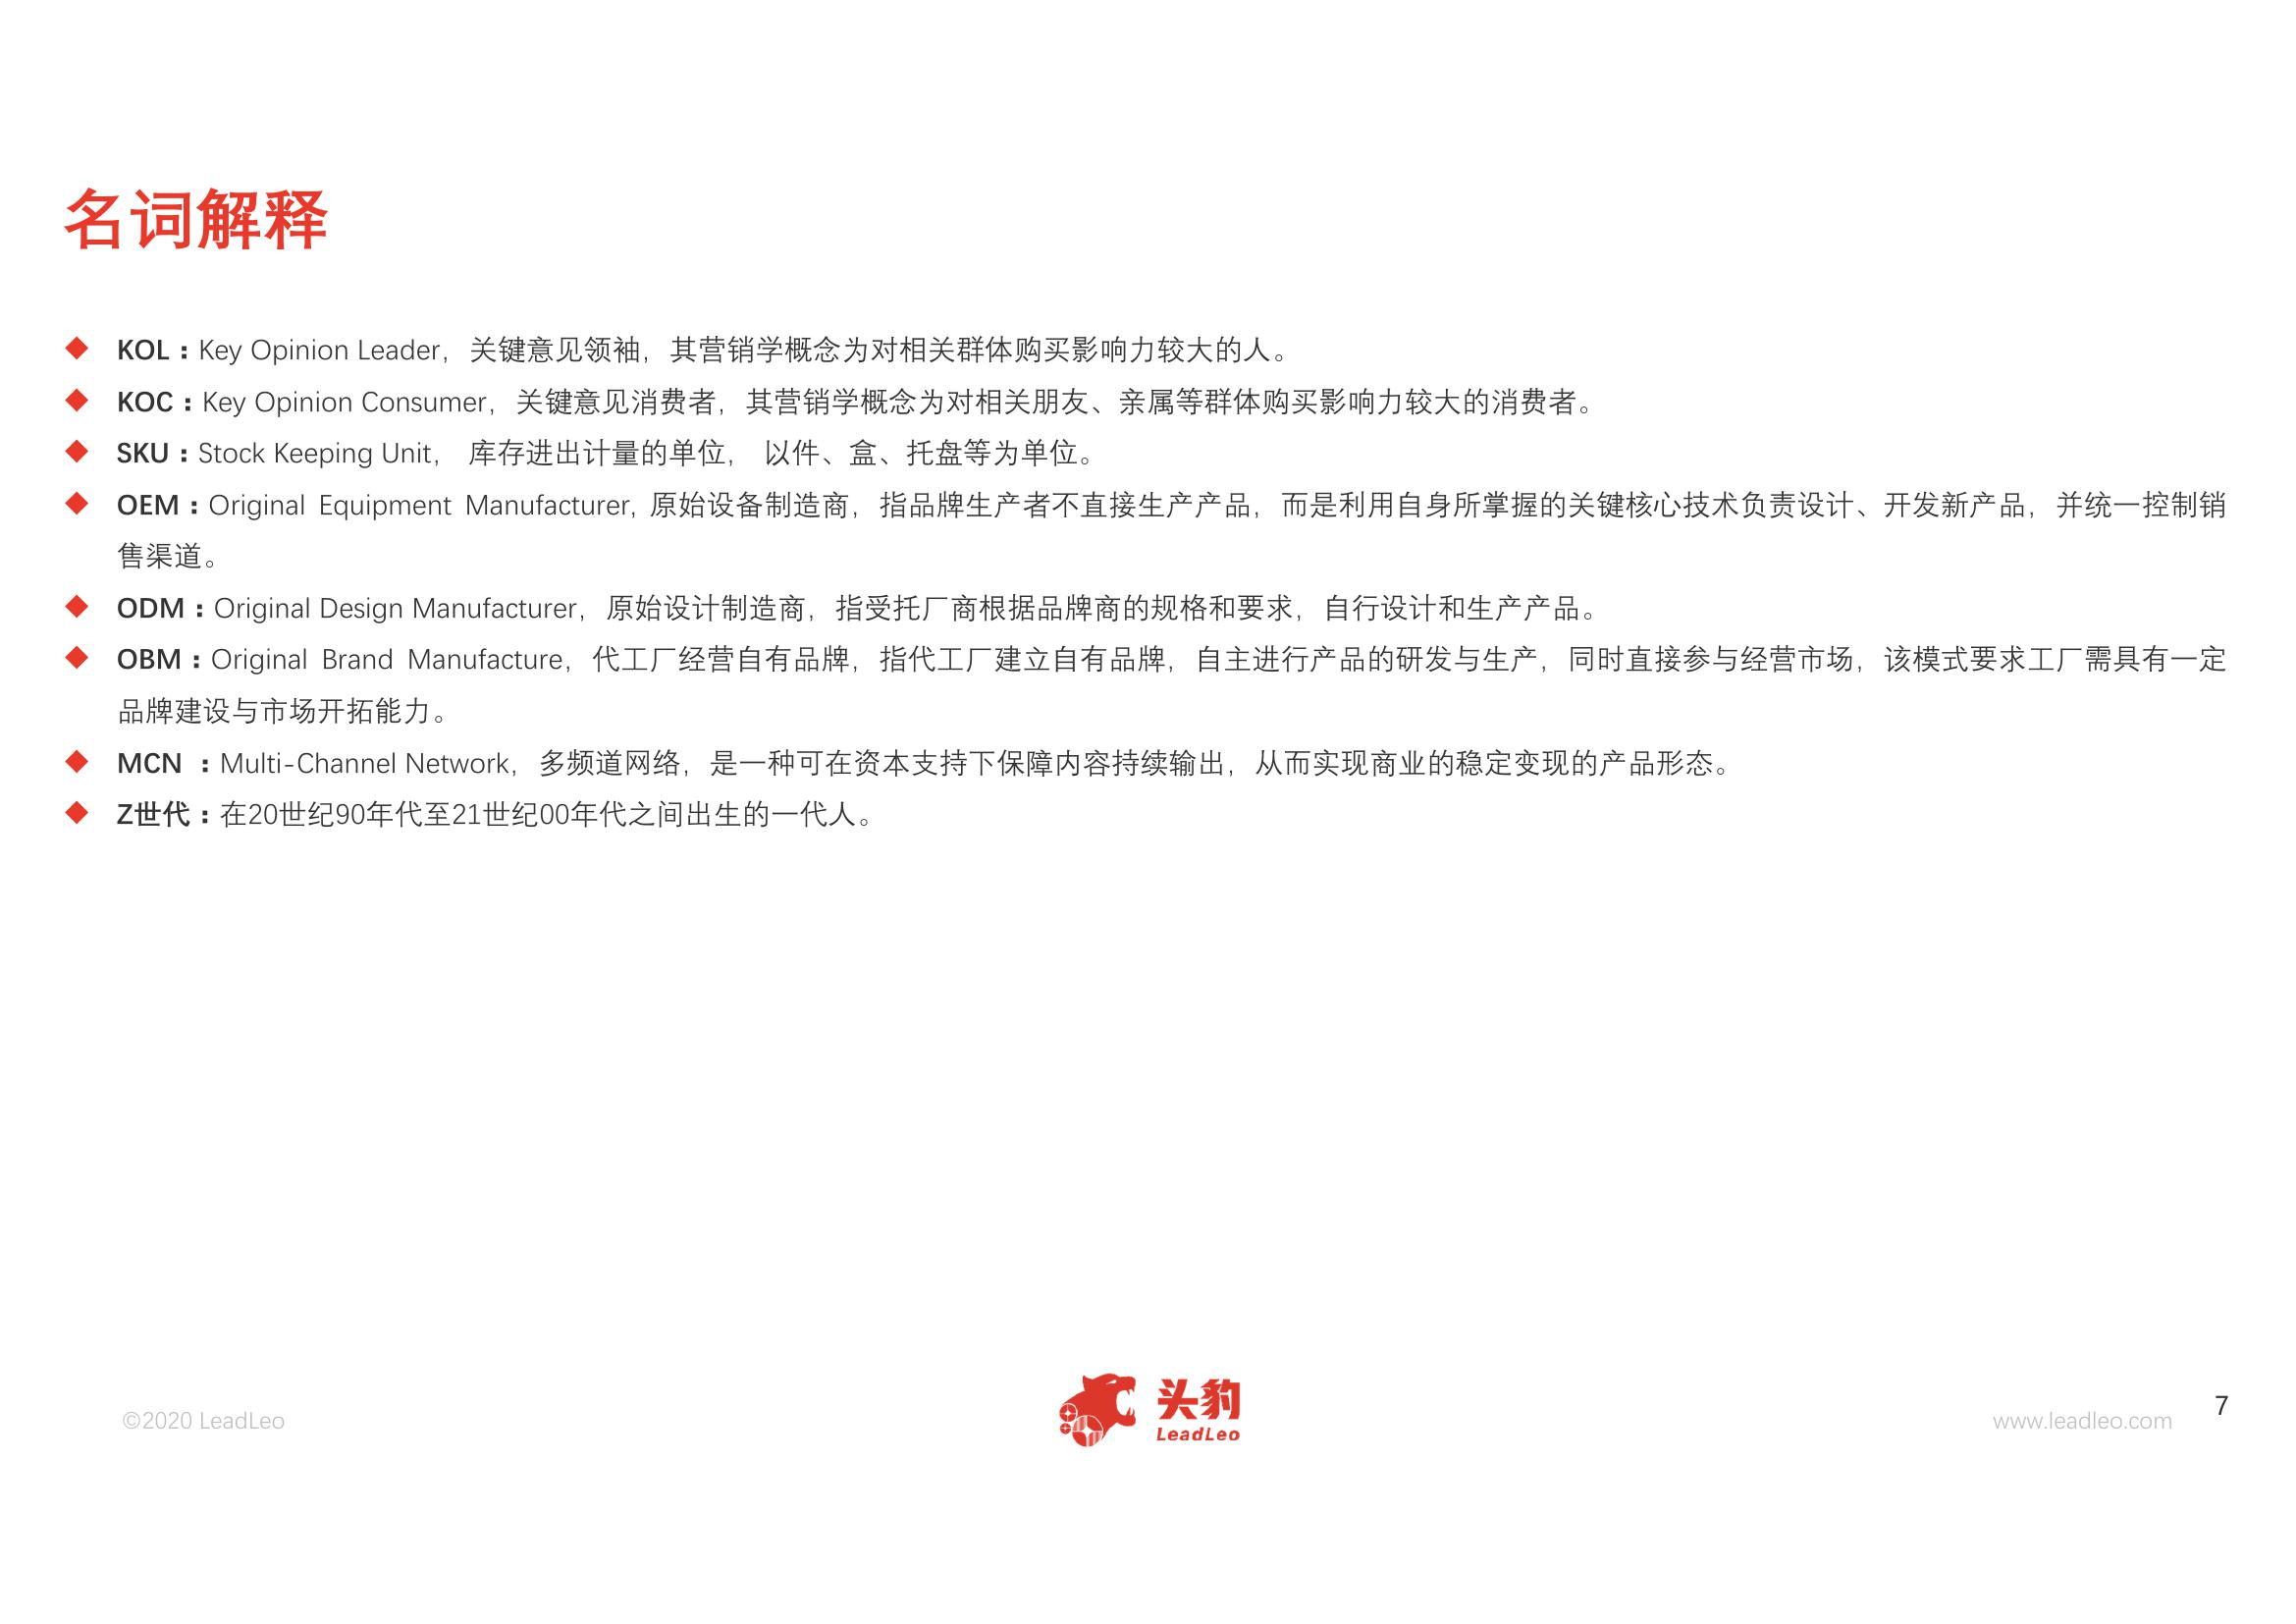 名词解释
◆ KOL：Key Opinion Leader，关键意见领袖，其营销学概念为对相关群体购买影响力较大的人。
◆ KOC：Key Opinion Consumer，关键意见消费者，其营销学概念为对相关朋友、亲属等群体购买影响力较大的消费者。
◆ SKU：Stock Keeping Unit， 库存进出计量的单位， 以件、盒、托盘等为单位。
◆ OEM：Original Equipment Manufacturer, 原始设备制造商，指品牌生产者不直接生产产品，而是利用自身所掌握的关键核心技术负责设计、开发新产品，并统一控制销
售渠道。
◆ ODM：Original Design Manufacturer，原始设计制造商，指受托厂商根据品牌商的规格和要求，自行设计和生产产品。
◆ OBM：Original Brand Manufacture，代工厂经营自有品牌，指代工厂建立自有品牌，自主进行产品的研发与生产，同时直接参与经营市场，该模式要求工厂需具有一定
品牌建设与市场开拓能力。
◆ MCN ：Multi-Channel Network，多频道网络，是一种可在资本支持下保障内容持续输出，从而实现商业的稳定变现的产品形态。
◆ Z世代：在20世纪90年代至21世纪00年代之间出生的一代人。
©2020 LeadLeo
头豹
LeadLeo
www.leadleo.com
7